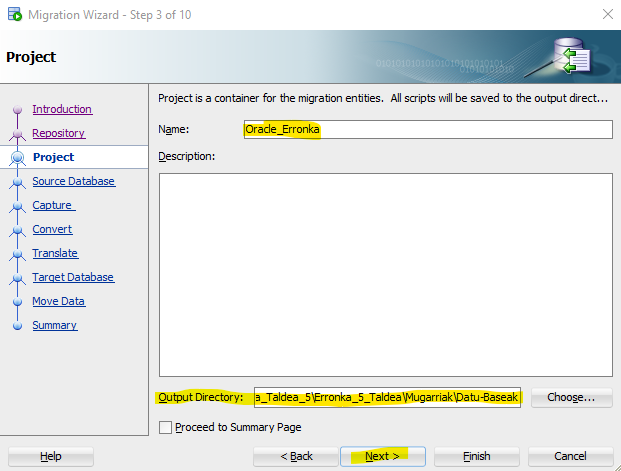 Migration Wizard - Step 3 of 10
Project
0101010101010101010101010101
01010101010
Introduction
Repository
Project
Source Database
Capture
Convert
Translate
Target Database
Move Data
Summary
Project is a container for the migration entities. All scripts will be saved to the output direct...
Name:
Oracle_Erronka
Description:
Output Directory:
a_Taldea_5\Erronka_5_Taldea\Mugarriak\Datu-Baseak
Choose...
Proceed to Summary Page
Help
< Back
Next >
Finish
Cancel